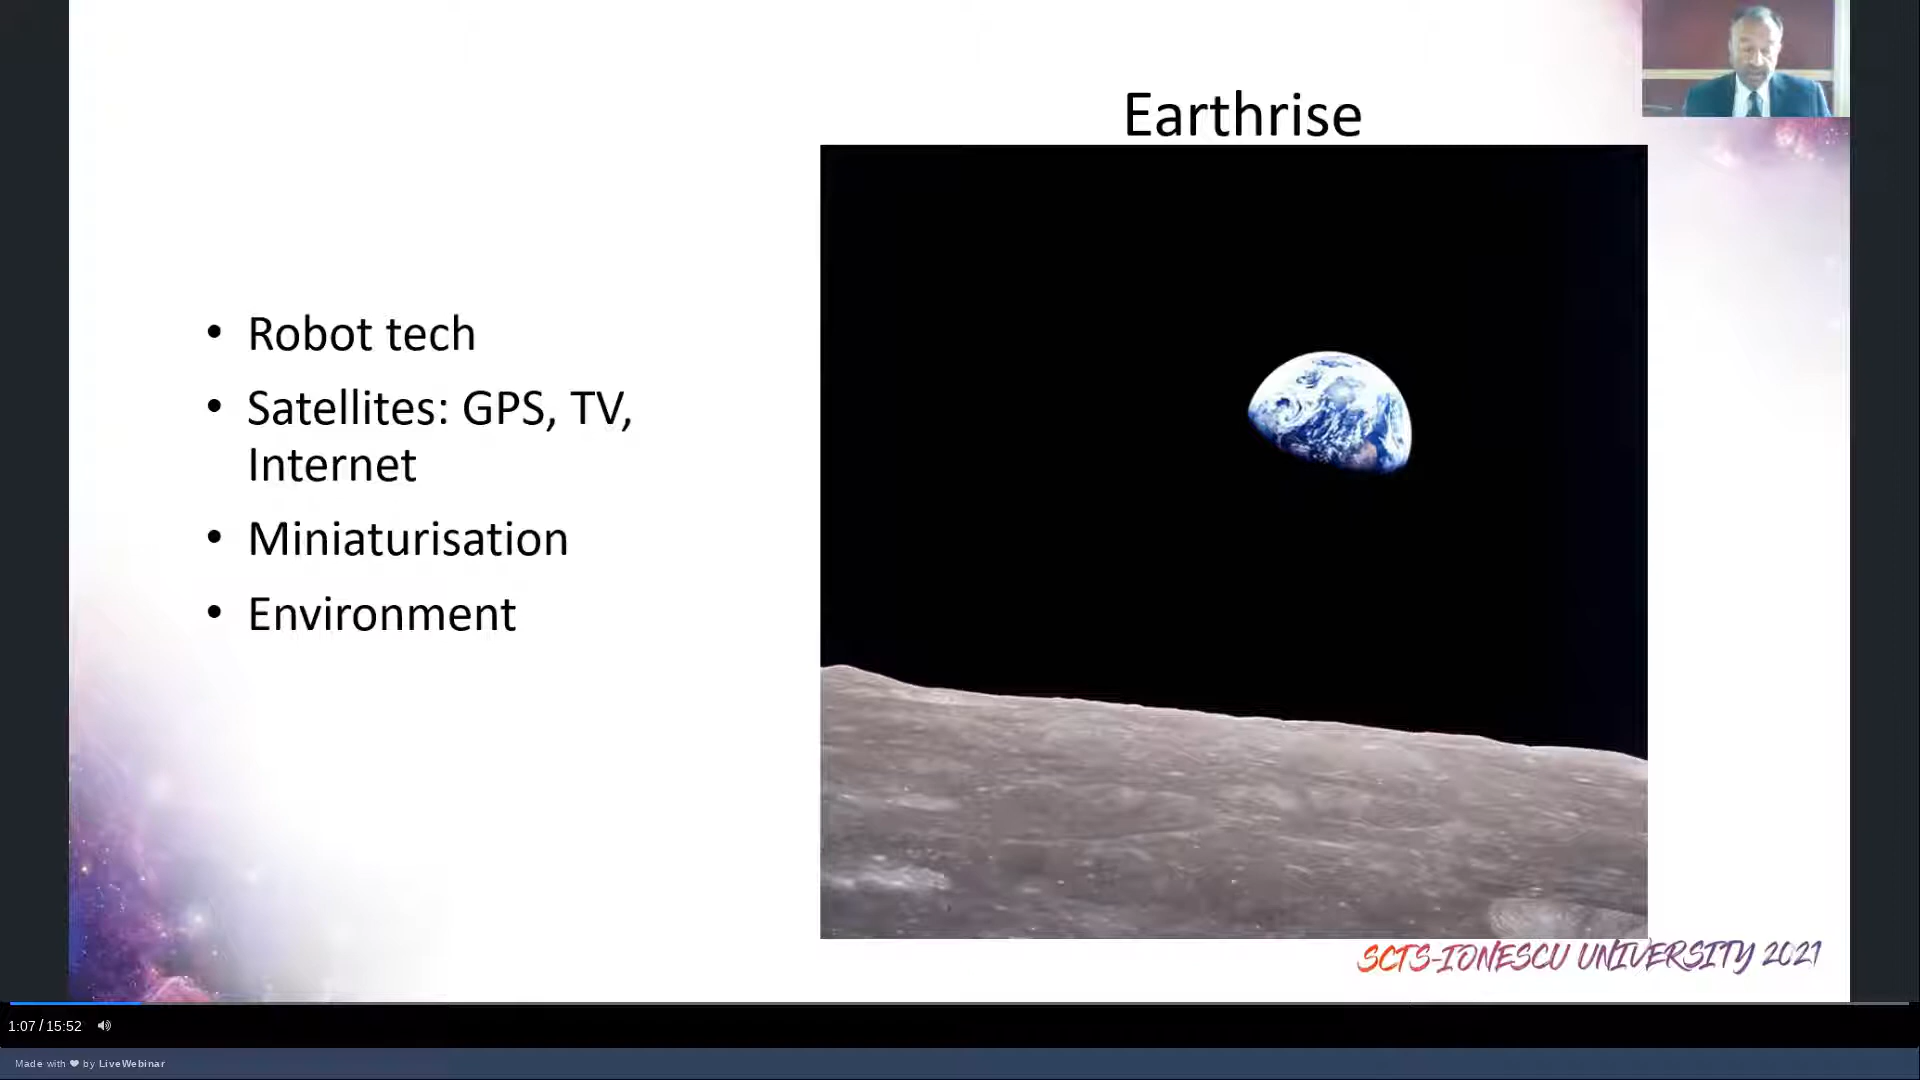 Earthrise
• Robot tech
• Satellites: GPS, TV,
Internet
• Miniaturisation
• Environment
SCTS-IONESCU UNIVERSITY 2021
1:07 / 15:52
Made with ❤ by LiveWebinar